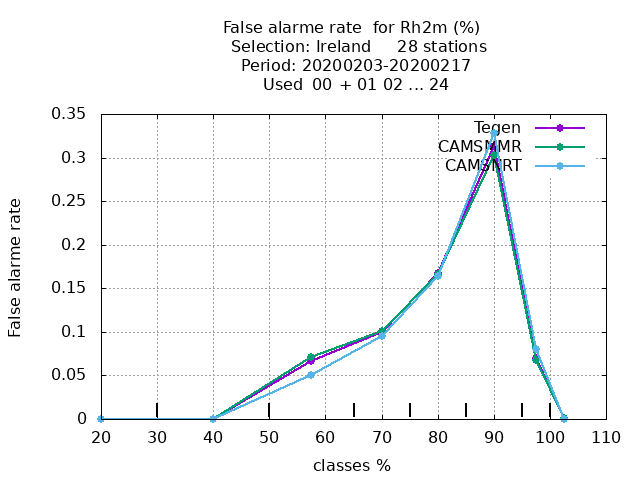 False alarme rate  for Rh2m (%)
Selection: Ireland     28 stations
Period: 20200203-20200217
Used  00 + 01 02 ... 24
0.35
0.3
0.25
0.2
0.15
0.1
0.05
0
False alarme rate
Tegen
CAMSNMR
CAMSNRT
20 30 40 50 60 70 80 90 100 110
classes %